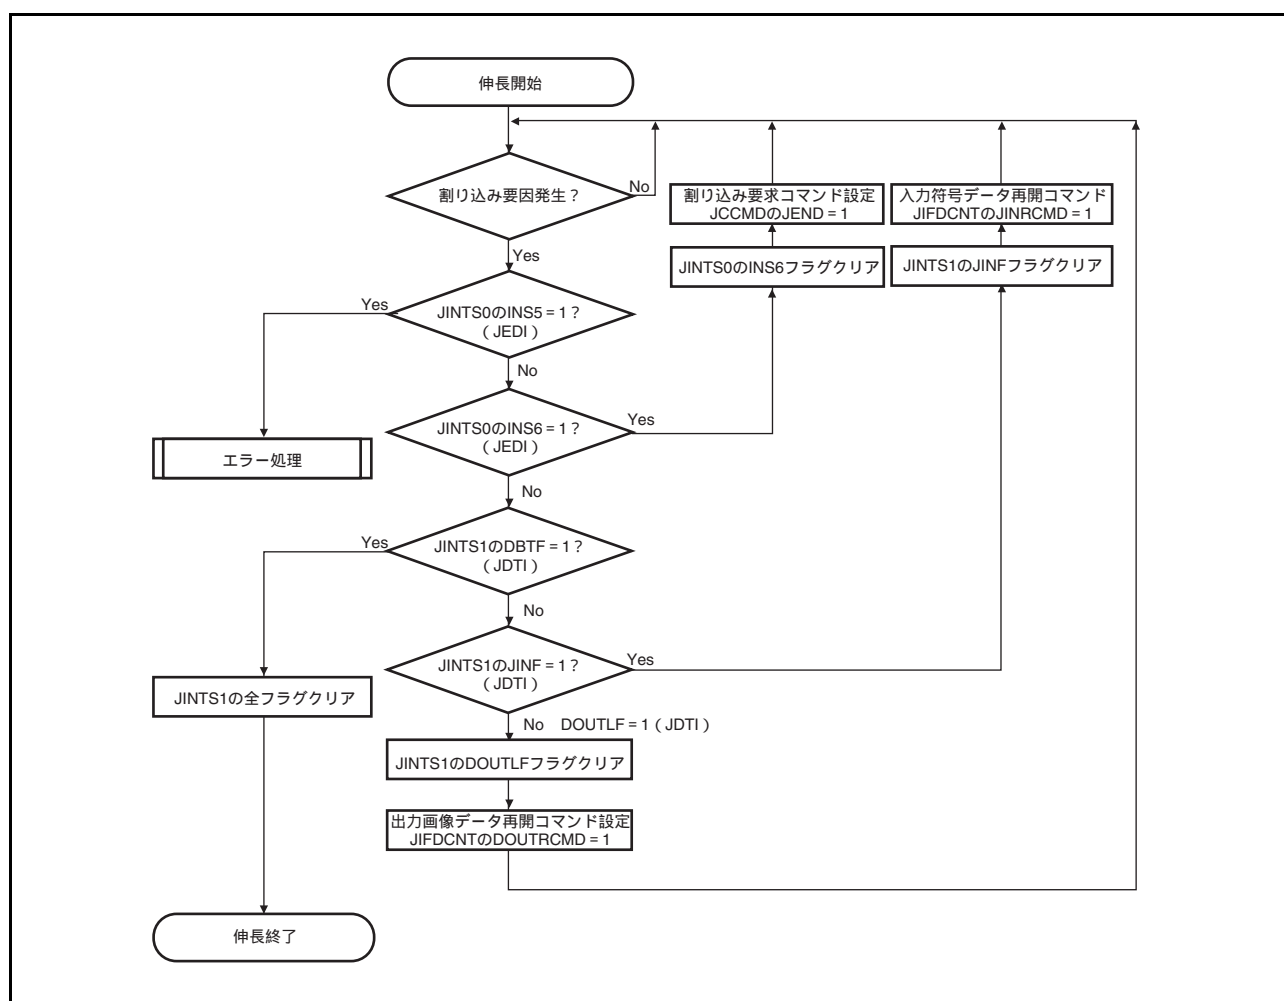 伸長開始
割り込み要因発生?
No
割り込み要求コマンド設定
JCCMDのJEND = 1
入力符号データ再開コマンド
JIFDCNTのJINRCMD = 1
Yes
JINTS0のINS6フラグクリア
JINTS1のJINFフラグクリア
Yes
JINTS0のINS5 = 1?
(JEDI)
No
JINTS0のINS6 = 1?
(JEDI)
Yes
エラー処理
No
Yes
JINTS1のDBTF = 1?
(JDTI)
No
JINTS1のJINF = 1?
(JDTI)
Yes
JINTS1の全フラグクリア
No DOUTLF = 1 (JDTI)
JINTS1のDOUTLFフラグクリア
出力画像データ再開コマンド設定
JIFDCNTのDOUTRCMD = 1
伸長終了